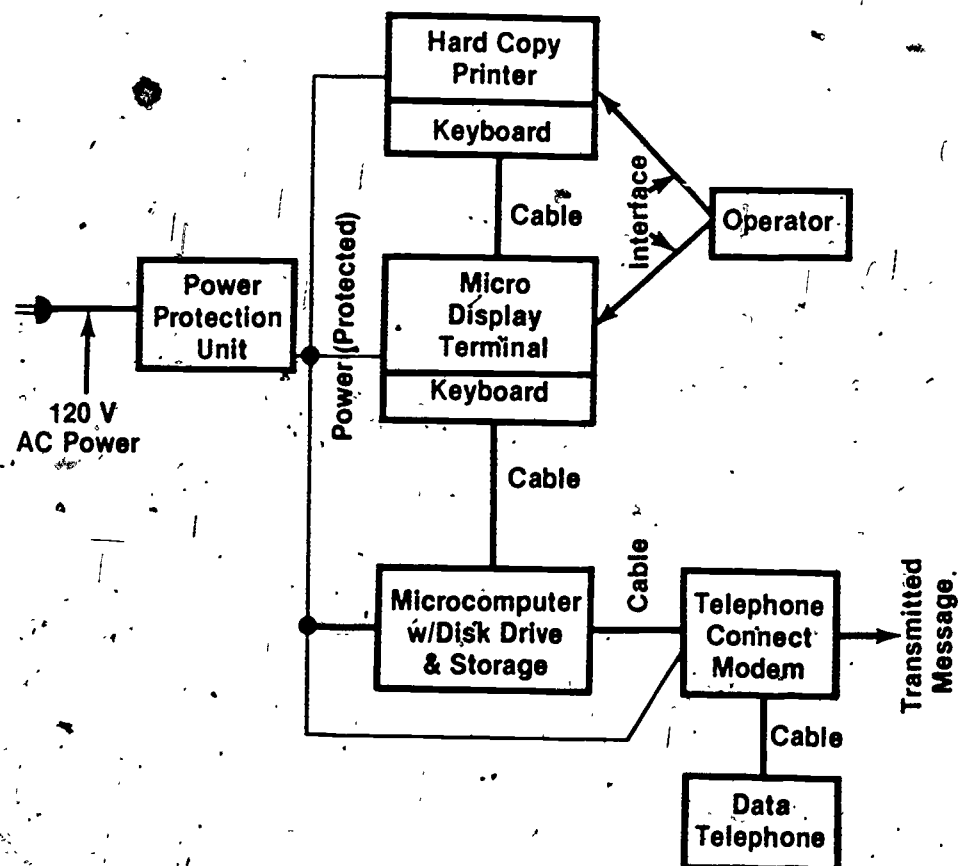 Hard Copy
Printer
Keyboard
Cable
Interface
Operator
Power
Protection
Unit
Power (Protected)
Micro
Display
Terminal
Keyboard
120 V
AC Power
Cable
Cable
Microcomputer
w/Disk Drive
& Storage
Telephone
Connect
Modem
Transmitted
Message
Cable
Data
Telephone